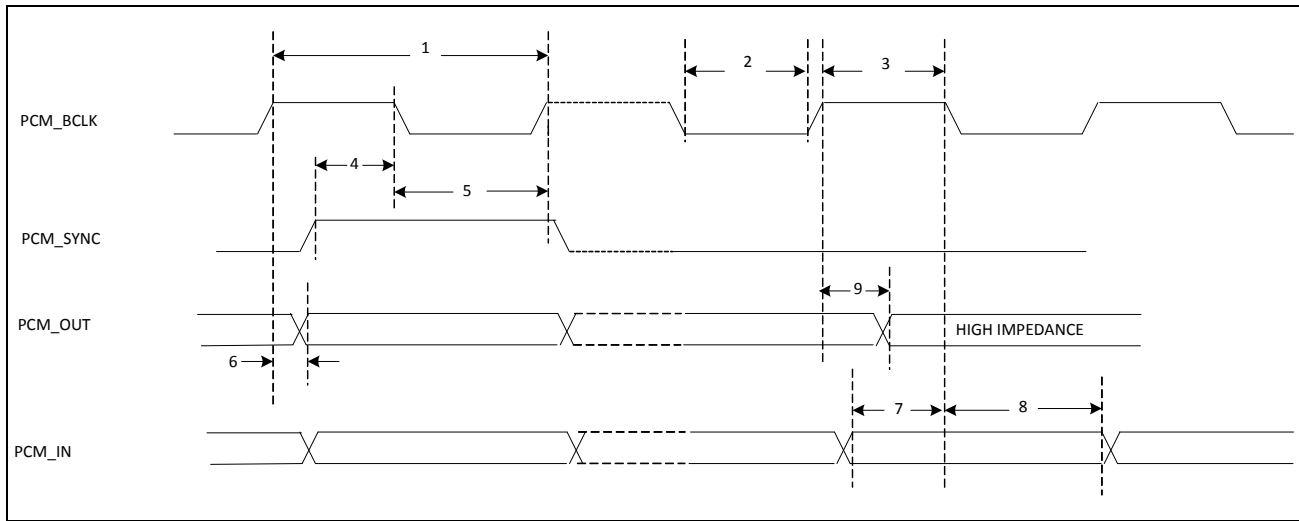 1
2
3
PCM_BCLK
4
5
PCM_SYNC
9
PCM_OUT
HIGH IMPEDANCE
6
7
8
PCM_IN